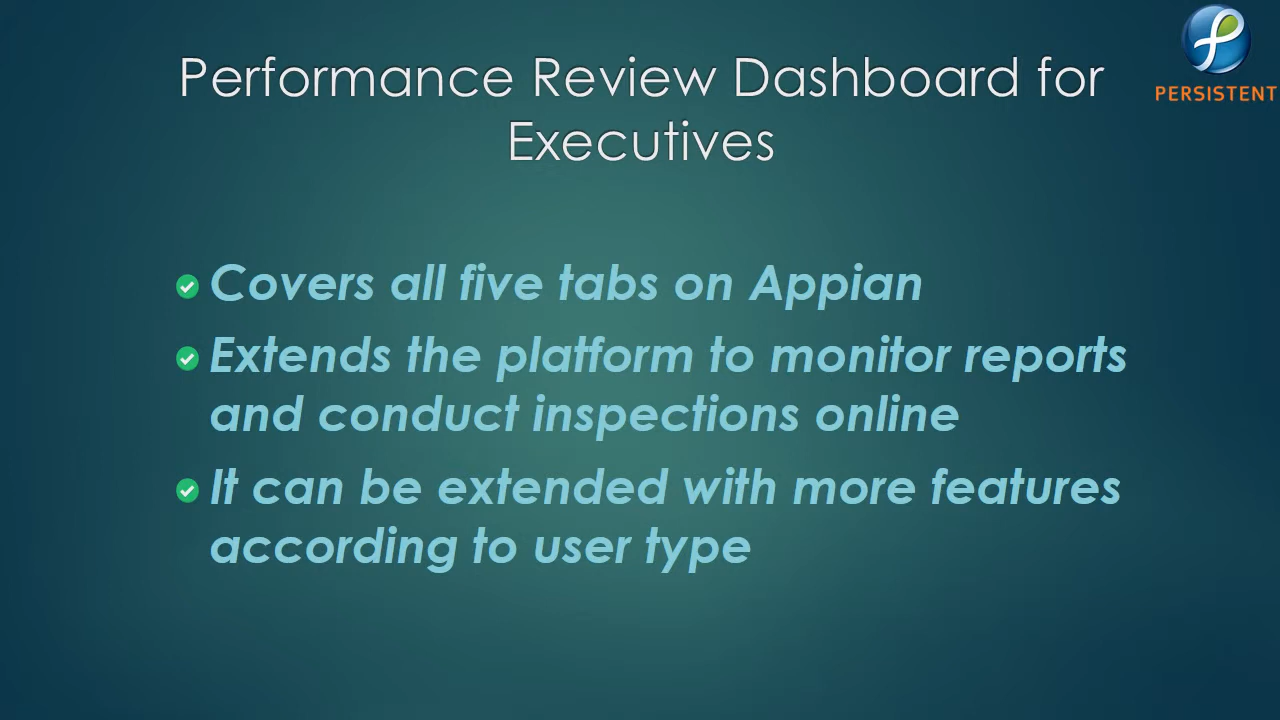 Performance Review Dashboard for
Executives
PERSISTENT
Covers all five tabs on Appian
Extends the platform to monitor reports
and conduct inspections online
It can be extended with more features
according to user type